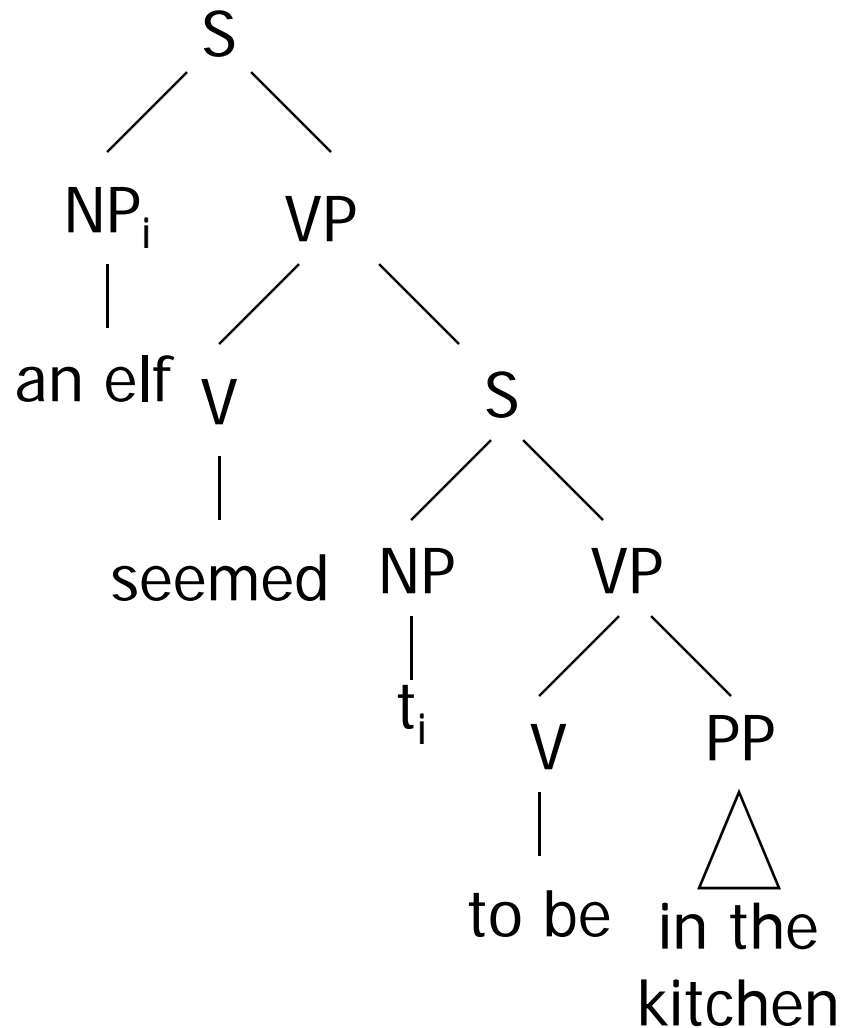 S
NPᵢ VP
an elf V S
seemed NP VP
tᵢ V PP
to be in the
kitchen